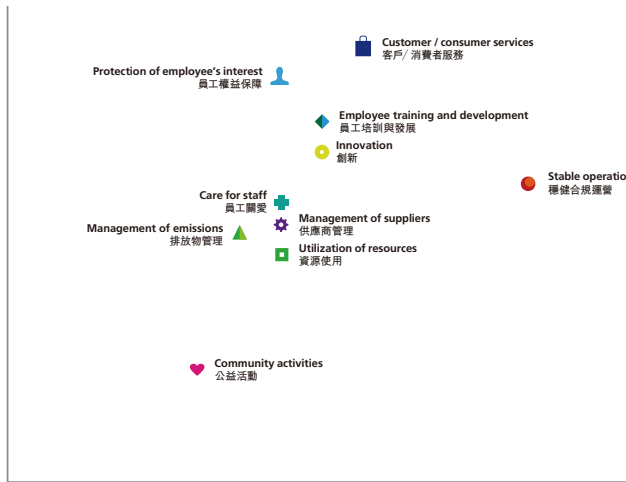 Customer / consumer services
客戶/ 消費者服務
Protection of employee's interest
員工權益保障
Employee training and development
員工培訓與發展
Innovation
創新
Stable operatio
穩健合規運營
Care for staff
員工關愛
Management of suppliers
供應商管理
Management of emissions
排放物管理
Utilization of resources
資源使用
Community activities
公益活動